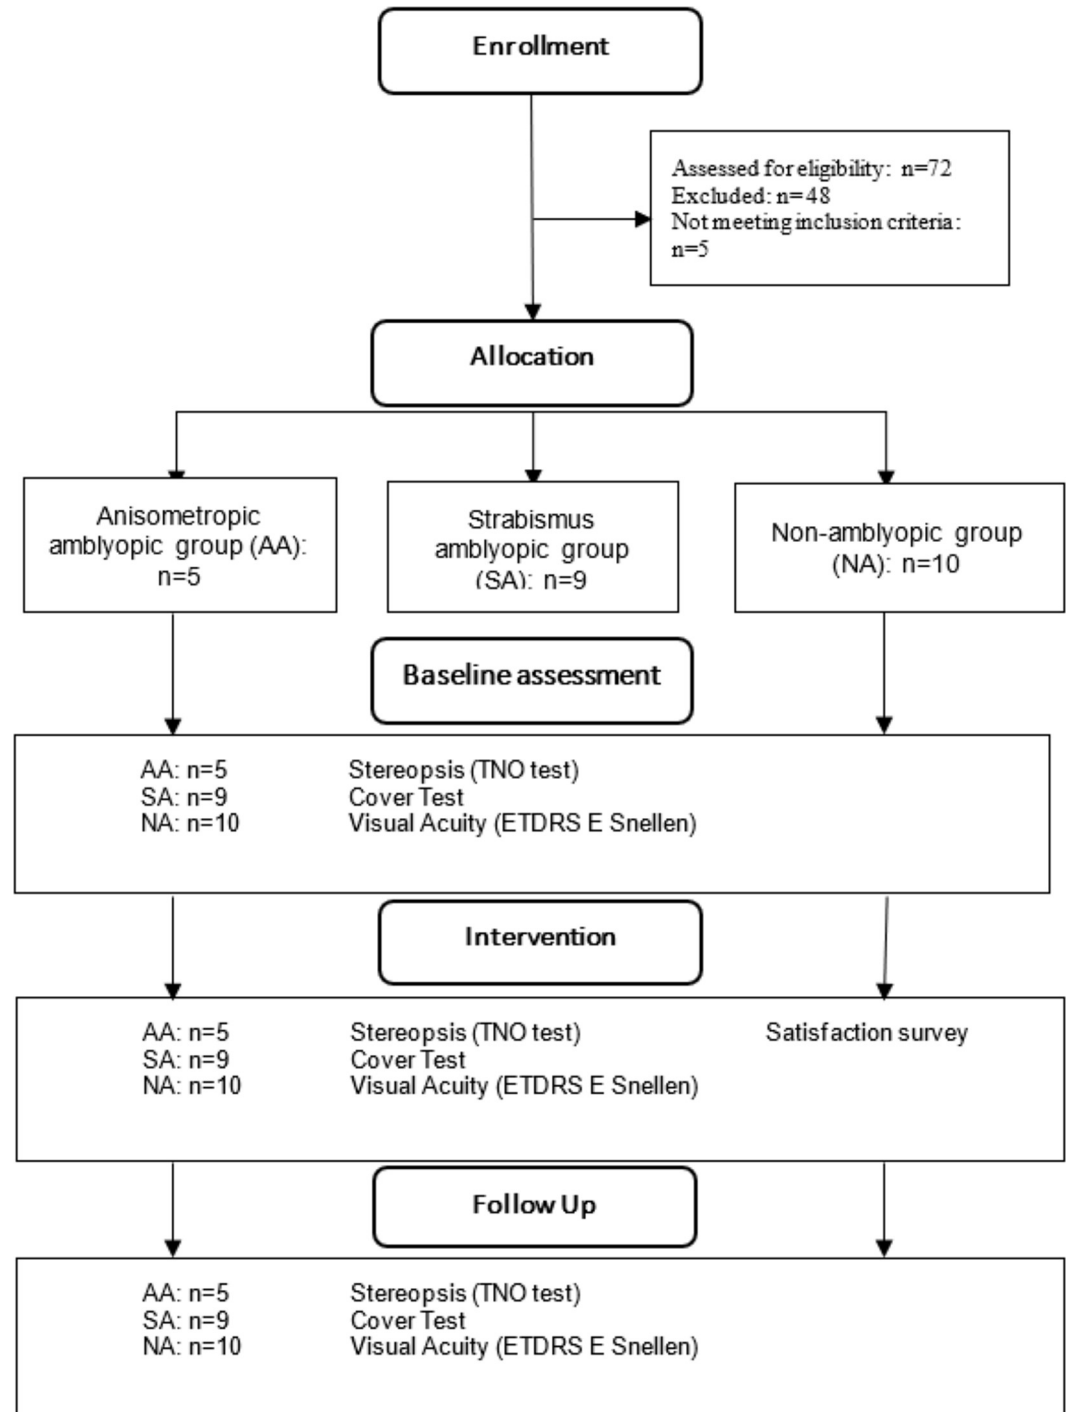 Enrollment
Assessed for eligibility: n=72
Excluded: n=48
Not meeting inclusion criteria:
n=5
Allocation
Anisometropic
amblyopic group (AA):
n=5
Strabismus
amblyopic group
(SA): n=9
Non-amblyopic group
(NA): n=10
Baseline assessment
AA: n=5 Stereopsis (TNO test)
SA: n=9 Cover Test
NA: n=10 Visual Acuity (ETDRS E Snellen)
Intervention
AA: n=5 Stereopsis (TNO test) Satisfaction survey
SA: n=9 Cover Test
NA: n=10 Visual Acuity (ETDRS E Snellen)
Follow Up
AA: n=5 Stereopsis (TNO test)
SA: n=9 Cover Test
NA: n=10 Visual Acuity (ETDRS E Snellen)